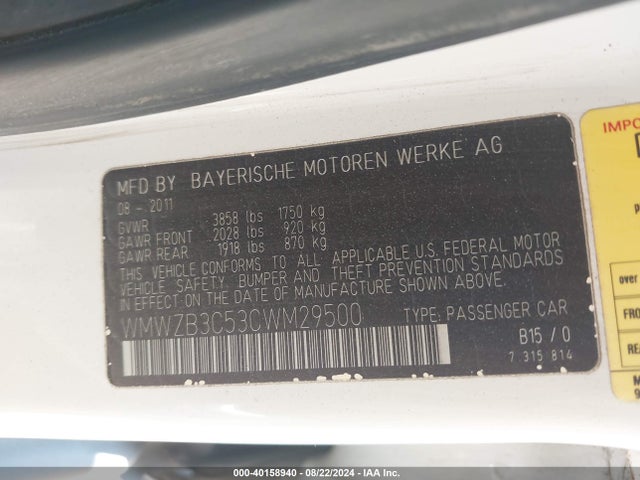 MFD BY BAYERISCHE MOTOREN WERKE AG
08 - 2011
GVWR 3858 lbs 1750 kg
GAWR FRONT 2028 lbs 920 kg
GAWR REAR 1918 lbs 870 kg
THIS VEHICLE CONFORMS TO ALL APPLICABLE U.S. FEDERAL MOTOR
VEHICLE SAFETY, BUMPER AND THEFT PREVENTION STANDARDS
IN EFFECT ON THE DATE OF MANUFACTURE SHOWN ABOVE.
WMWZB3C53CWM29500 TYPE: PASSENGER CAR
B15 / 0
7 315 814
over
000-40158940 - 08/22/2024 - IAA Inc.